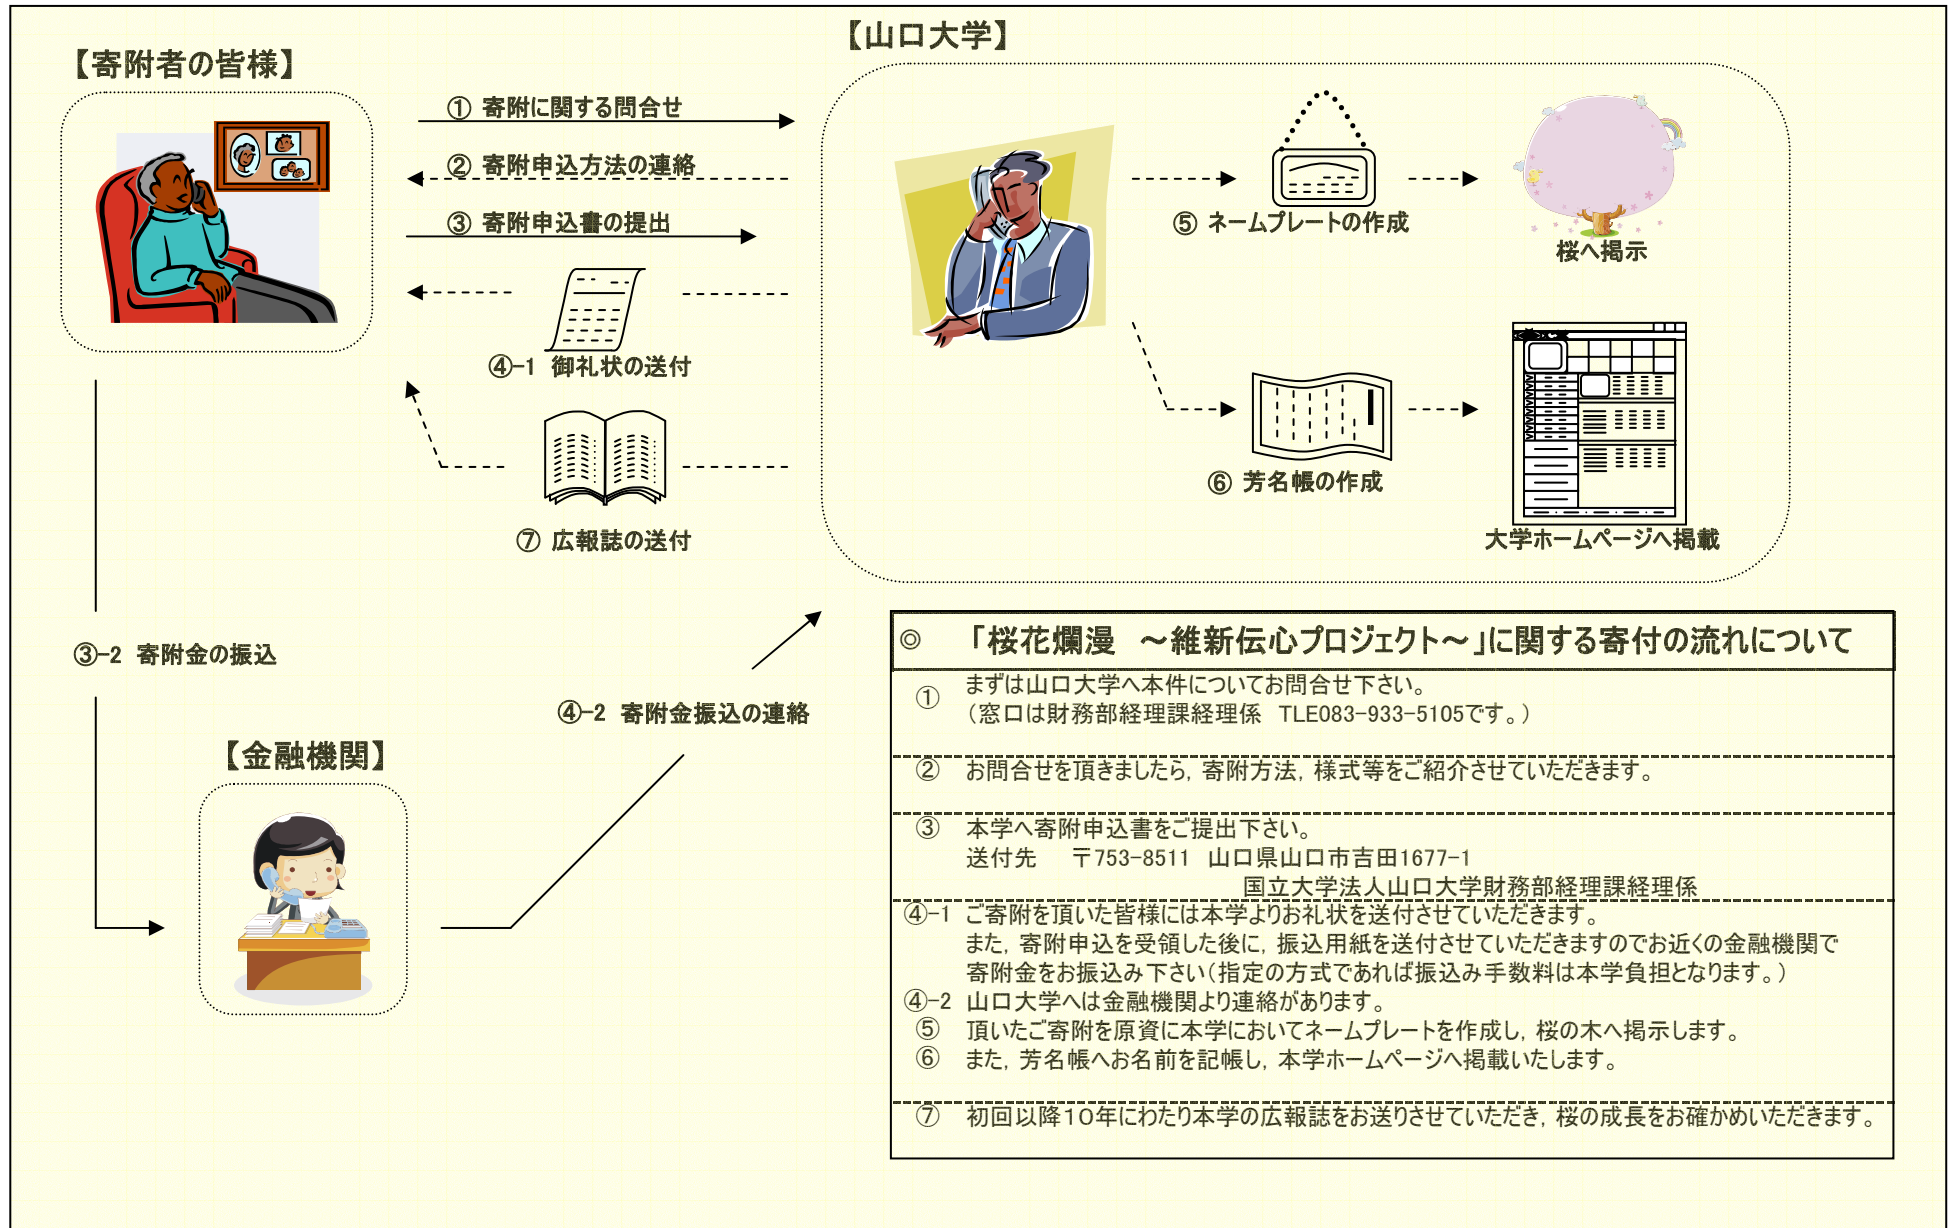 【寄附者の皆様】
【山口大学】
① 寄附に関する問合せ
② 寄附申込方法の連絡
③ 寄附申込書の提出
④-1 御礼状の送付
⑦ 広報誌の送付
⑤ ネームプレートの作成
桜へ掲示
⑥ 芳名帳の作成
大学ホームページへ掲載
③-2 寄附金の振込
④-2 寄附金振込の連絡
【金融機関】
◎ 「桜花爛漫 ～維新伝心プロジェクト～」に関する寄付の流れについて
① まずは山口大学へ本件についてお問合せ下さい。
（窓口は財務部経理課経理係 TLE083-933-5105です。）
② お問合せを頂きましたら，寄附方法，様式等をご紹介させていただきます。
③ 本学へ寄附申込書をご提出下さい。
送付先 〒753-8511 山口県山口市吉田1677-1
国立大学法人山口大学財務部経理課経理係
④-1 ご寄附を頂いた皆様には本学よりお礼状を送付させていただきます。
また，寄附申込を受領した後に，振込用紙を送付させていただきますのでお近くの金融機関で
寄附金をお振込み下さい（指定の方式であれば振込み手数料は本学負担となります。）
④-2 山口大学へは金融機関より連絡があります。
⑤ 頂いたご寄附を原資に本学においてネームプレートを作成し，桜の木へ掲示します。
⑥ また，芳名帳へお名前を記帳し，本学ホームページへ掲載いたします。
⑦ 初回以降１０年にわたり本学の広報誌をお送りさせていただき，桜の成長をお確かめいただきます。